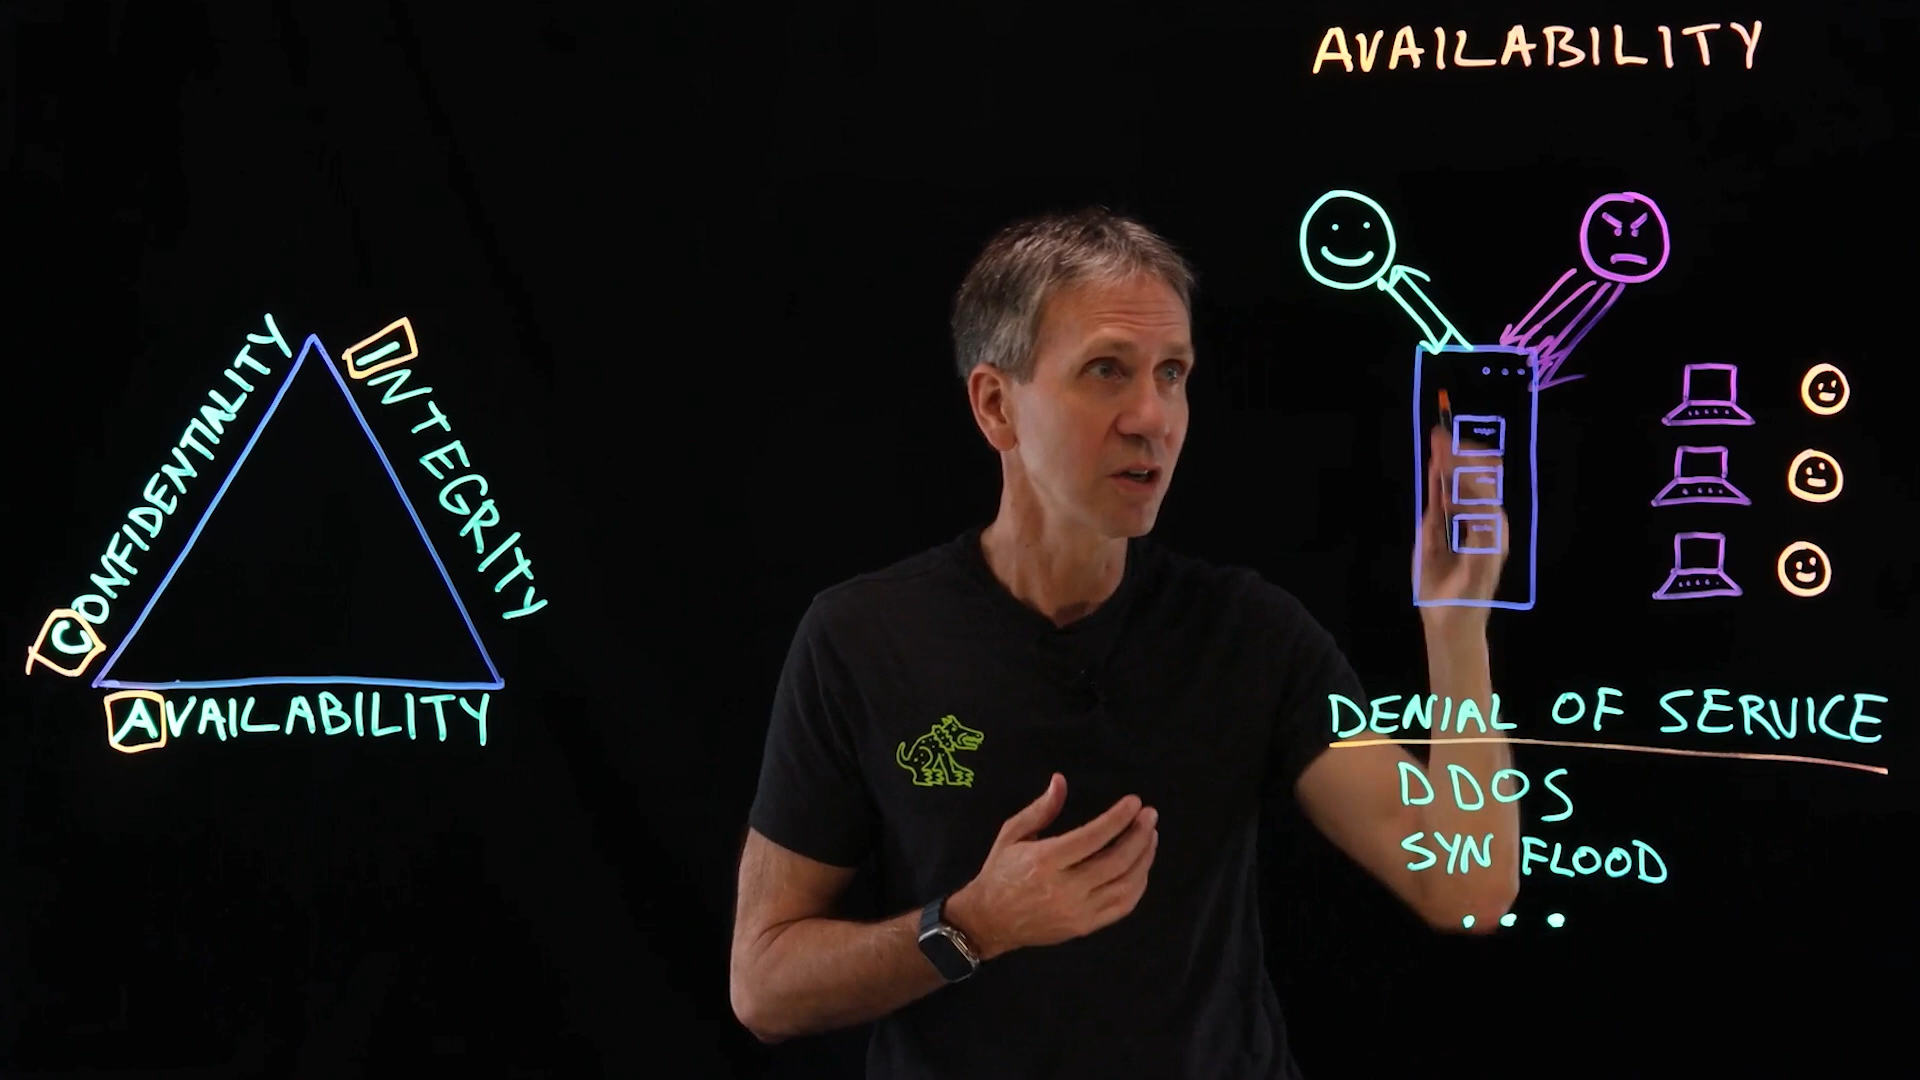 AVAILABILITY
CONFIDENTIALITY
INTEGRITY
AVAILABILITY
DENIAL OF SERVICE
DDOS
SYN FLOOD
...